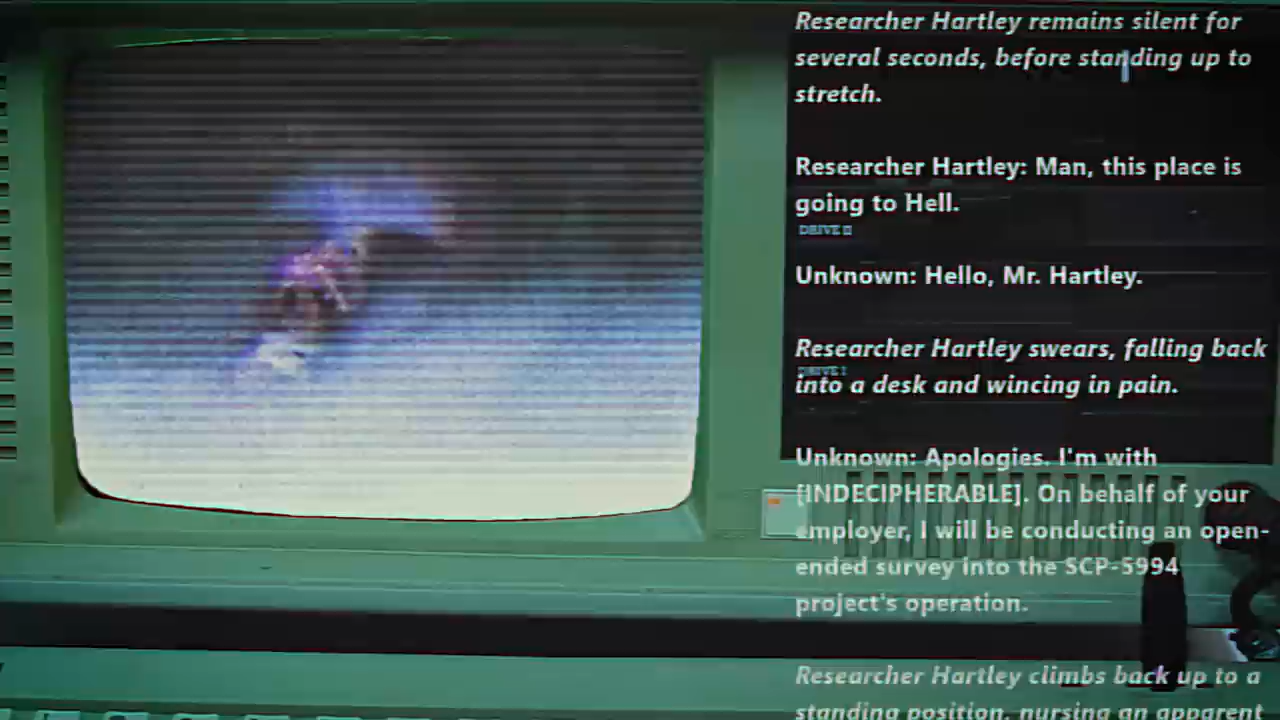 Researcher Hartley remains silent for
several seconds, before standing up to
stretch.
Researcher Hartley: Man, this place is
going to Hell.
DRIVE II
Unknown: Hello, Mr. Hartley.
Researcher Hartley swears, falling back
DRIVE I
into a desk and wincing in pain.
Unknown: Apologies. I'm with
[INDECIPHERABLE]. On behalf of your
employer, I will be conducting an open-
ended survey into the SCP-5994
project's operation.
Researcher Hartley climbs back up to a
standing position, nursing an apparent